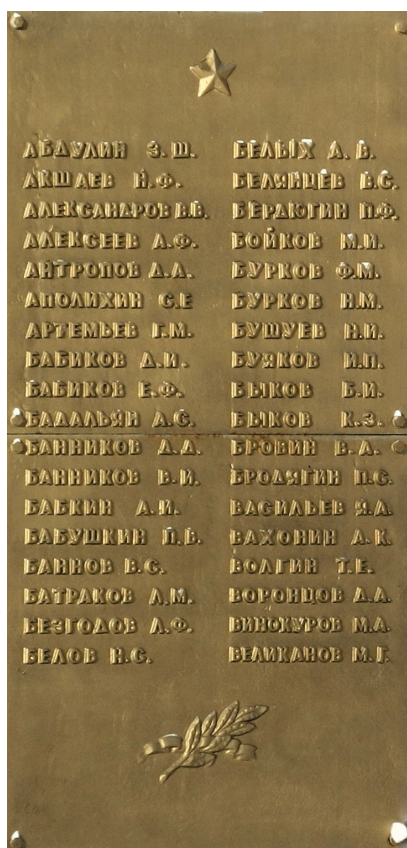 АБДУЛИН З.Ш.
АКШАЕВ Н.Ф.
АЛЕКСАНДРОВ В.В.
АЛЕКСЕЕВ А.Ф.
АНТРОПОВ Д.А.
АПОЛИХИН С.Е
АРТЕМЬЕВ Г.М.
БАБИКОВ Д.И.
БАБИКОВ Е.Ф.
БАДАЛЬЯН А.С.
БАННИКОВ Д.Д.
БАННИКОВ В.И.
БАБКИН А.И.
БАБУШКИН П.В.
БАННОВ В.С.
БАТРАКОВ Л.М.
БЕЗГОДОВ Л.Ф.
БЕЛОВ Н.С.
БЕЛЫХ А.В.
БЕЛЯНЦЕВ В.С.
БЕРДЮГИН П.Ф.
БОЙКОВ М.И.
БУРКОВ Ф.М.
БУРКОВ Н.М.
БУШУЕВ Н.И.
БУЯКОВ И.П.
БЫКОВ Б.И.
БЫКОВ К.З.
БРОВИН В.А.
БРОДЯГИН П.С.
ВАСИЛЬЕВ Я.А.
ВАХОНИН А.К.
ВОЛГИН Т.Е.
ВОРОНЦОВ Д.А.
ВИНОКУРОВ М.А.
ВЕЛИКАНОВ М.Г.